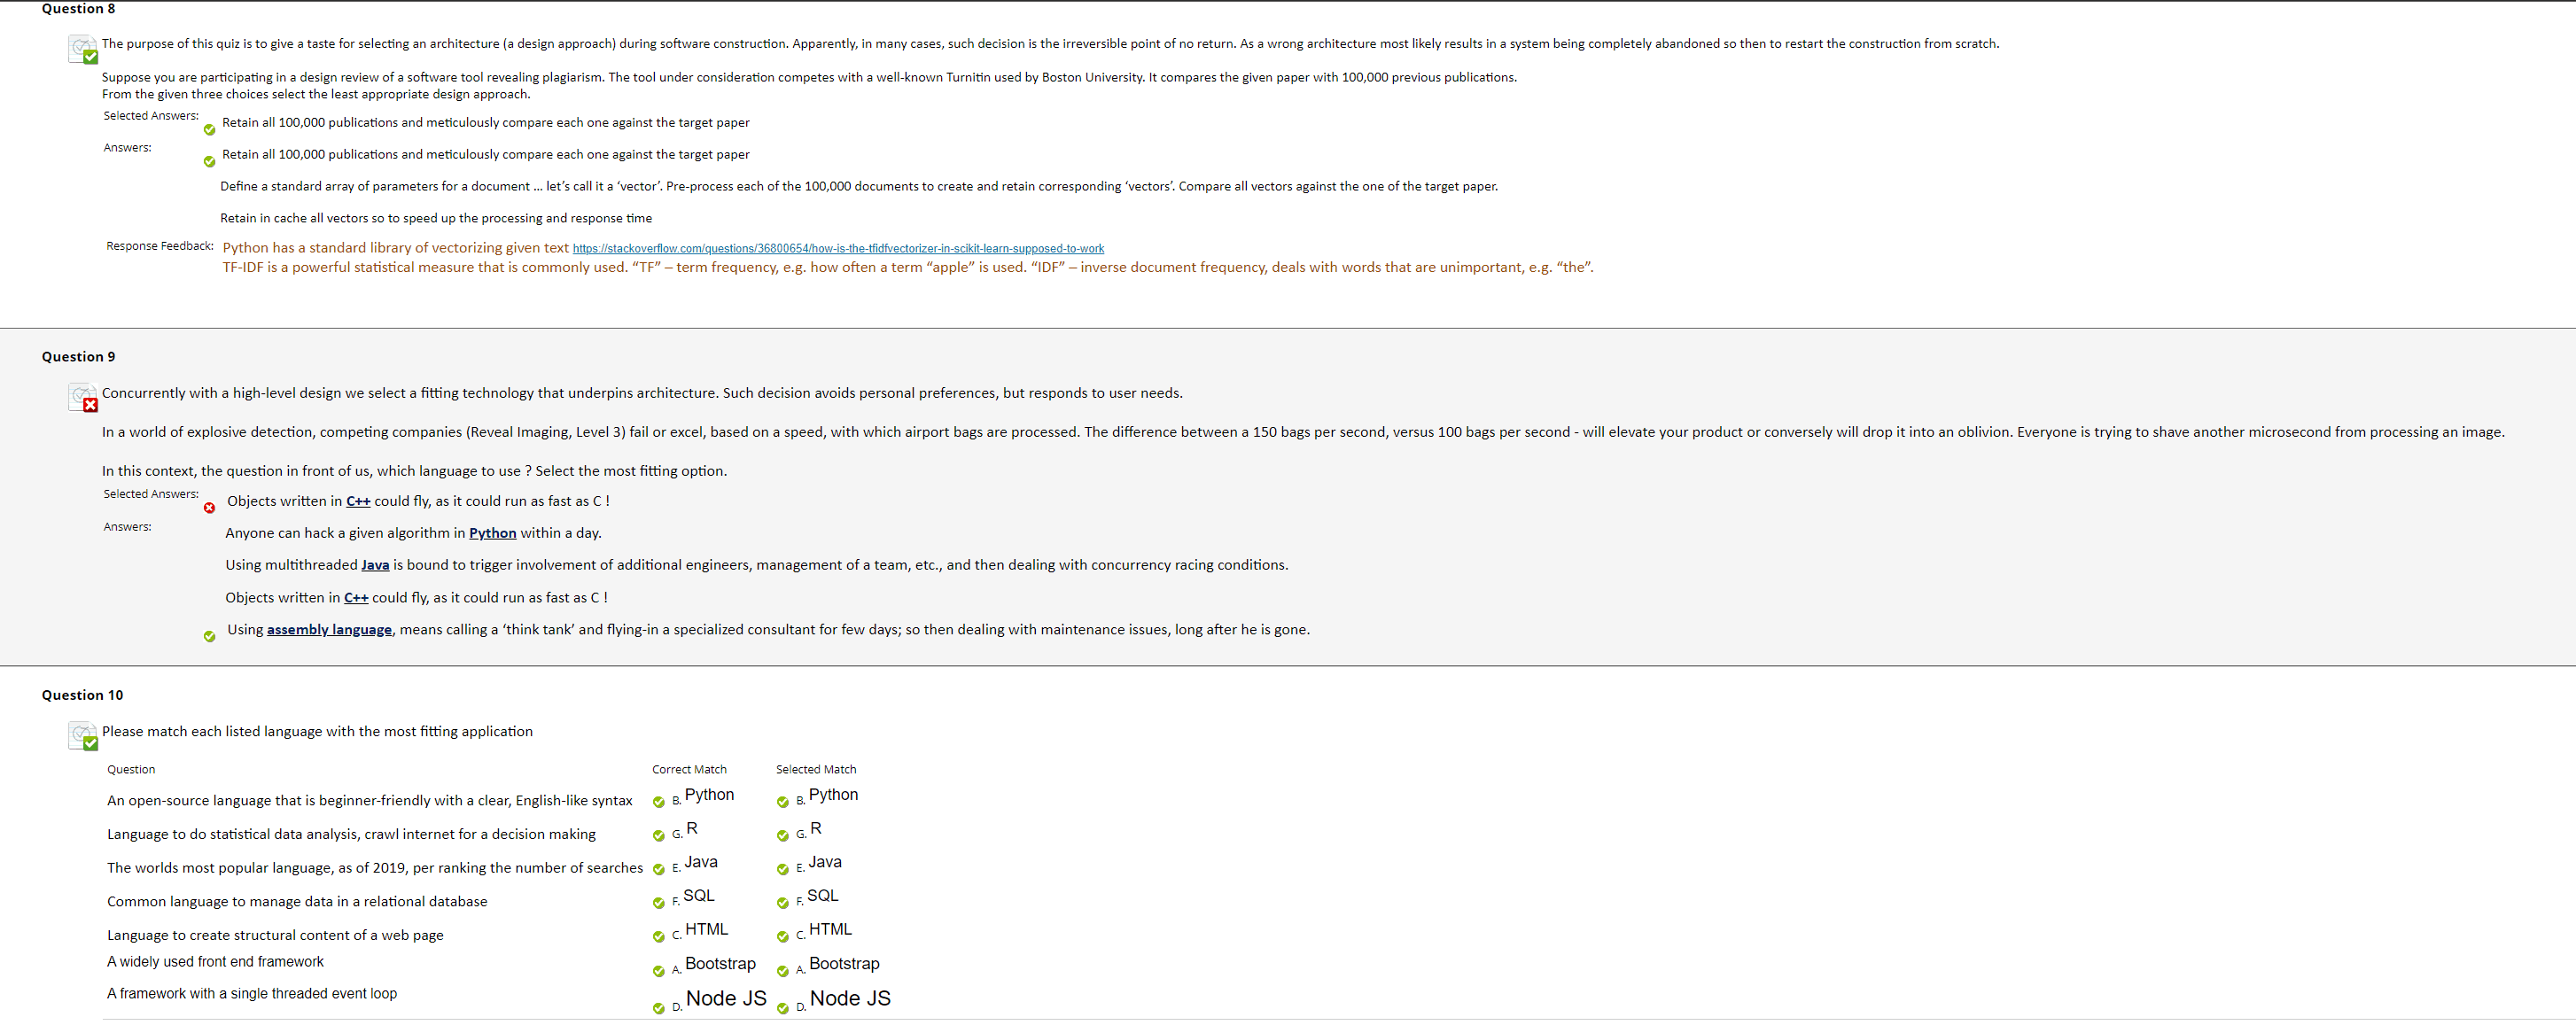 Question 8
The purpose of this quiz is to give a taste for selecting an architecture (a design approach) during software construction. Apparently, in many cases, such decision is the irreversible point of no return. As a wrong architecture most likely results in a system being completely abandoned so then to restart the construction from scratch.
Suppose you are participating in a design review of a software tool revealing plagiarism. The tool under consideration competes with a well-known Turnitin used by Boston University. It compares the given paper with 100,000 previous publications.
From the given three choices select the least appropriate design approach.
Selected Answers: Retain all 100,000 publications and meticulously compare each one against the target paper
Answers: Retain all 100,000 publications and meticulously compare each one against the target paper
Define a standard array of parameters for a document ... let’s call it a ‘vector’. Pre-process each of the 100,000 documents to create and retain corresponding ‘vectors’. Compare all vectors against the one of the target paper.
Retain in cache all vectors so to speed up the processing and response time
Response Feedback: Python has a standard library of vectorizing given text https://stackoverflow.com/questions/36800654/how-is-the-tfidfvectorizer-in-scikit-learn-supposed-to-work
TF-IDF is a powerful statistical measure that is commonly used. “TF” – term frequency, e.g. how often a term “apple” is used. “IDF” – inverse document frequency, deals with words that are unimportant, e.g. “the”.
Question 9
Concurrently with a high-level design we select a fitting technology that underpins architecture. Such decision avoids personal preferences, but responds to user needs.
In a world of explosive detection, competing companies (Reveal Imaging, Level 3) fail or excel, based on a speed, with which airport bags are processed. The difference between a 150 bags per second, versus 100 bags per second - will elevate your product or conversely will drop it into an oblivion. Everyone is trying to shave another microsecond from processing an image.
In this context, the question in front of us, which language to use ? Select the most fitting option.
Selected Answers: Objects written in C++ could fly, as it could run as fast as C !
Answers: Anyone can hack a given algorithm in Python within a day.
Using multithreaded Java is bound to trigger involvement of additional engineers, management of a team, etc., and then dealing with concurrency racing conditions.
Objects written in C++ could fly, as it could run as fast as C !
Using assembly language, means calling a ‘think tank’ and flying-in a specialized consultant for few days; so then dealing with maintenance issues, long after he is gone.
Question 10
Please match each listed language with the most fitting application
Question Correct Match Selected Match
An open-source language that is beginner-friendly with a clear, English-like syntax B. Python B. Python
Language to do statistical data analysis, crawl internet for a decision making G. R G. R
The worlds most popular language, as of 2019, per ranking the number of searches E. Java E. Java
Common language to manage data in a relational database F. SQL F. SQL
Language to create structural content of a web page C. HTML C. HTML
A widely used front end framework A. Bootstrap A. Bootstrap
A framework with a single threaded event loop D. Node JS D. Node JS